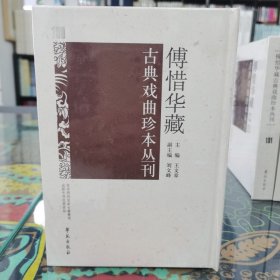 傅惜华藏
古典戏曲珍本丛刊
主编 王文章
副主编 刘文峰
学苑出版社